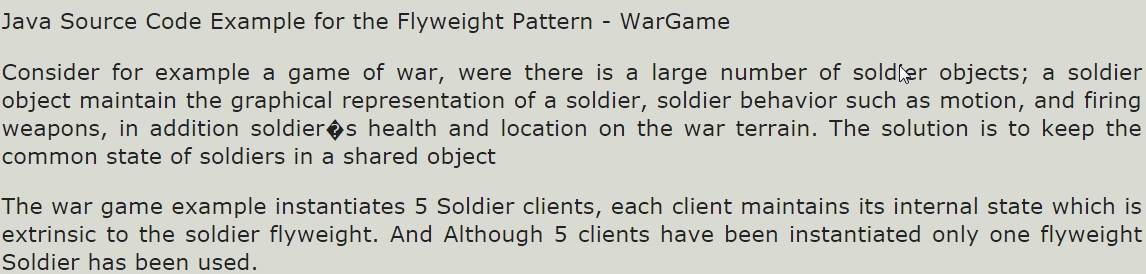 Java Source Code Example for the Flyweight Pattern - WarGame
Consider for example a game of war, were there is a large number of soldier objects; a soldier
object maintain the graphical representation of a soldier, soldier behavior such as motion, and firing
weapons, in addition soldier�s health and location on the war terrain. The solution is to keep the
common state of soldiers in a shared object
The war game example instantiates 5 Soldier clients, each client maintains its internal state which is
extrinsic to the soldier flyweight. And Although 5 clients have been instantiated only one flyweight
Soldier has been used.